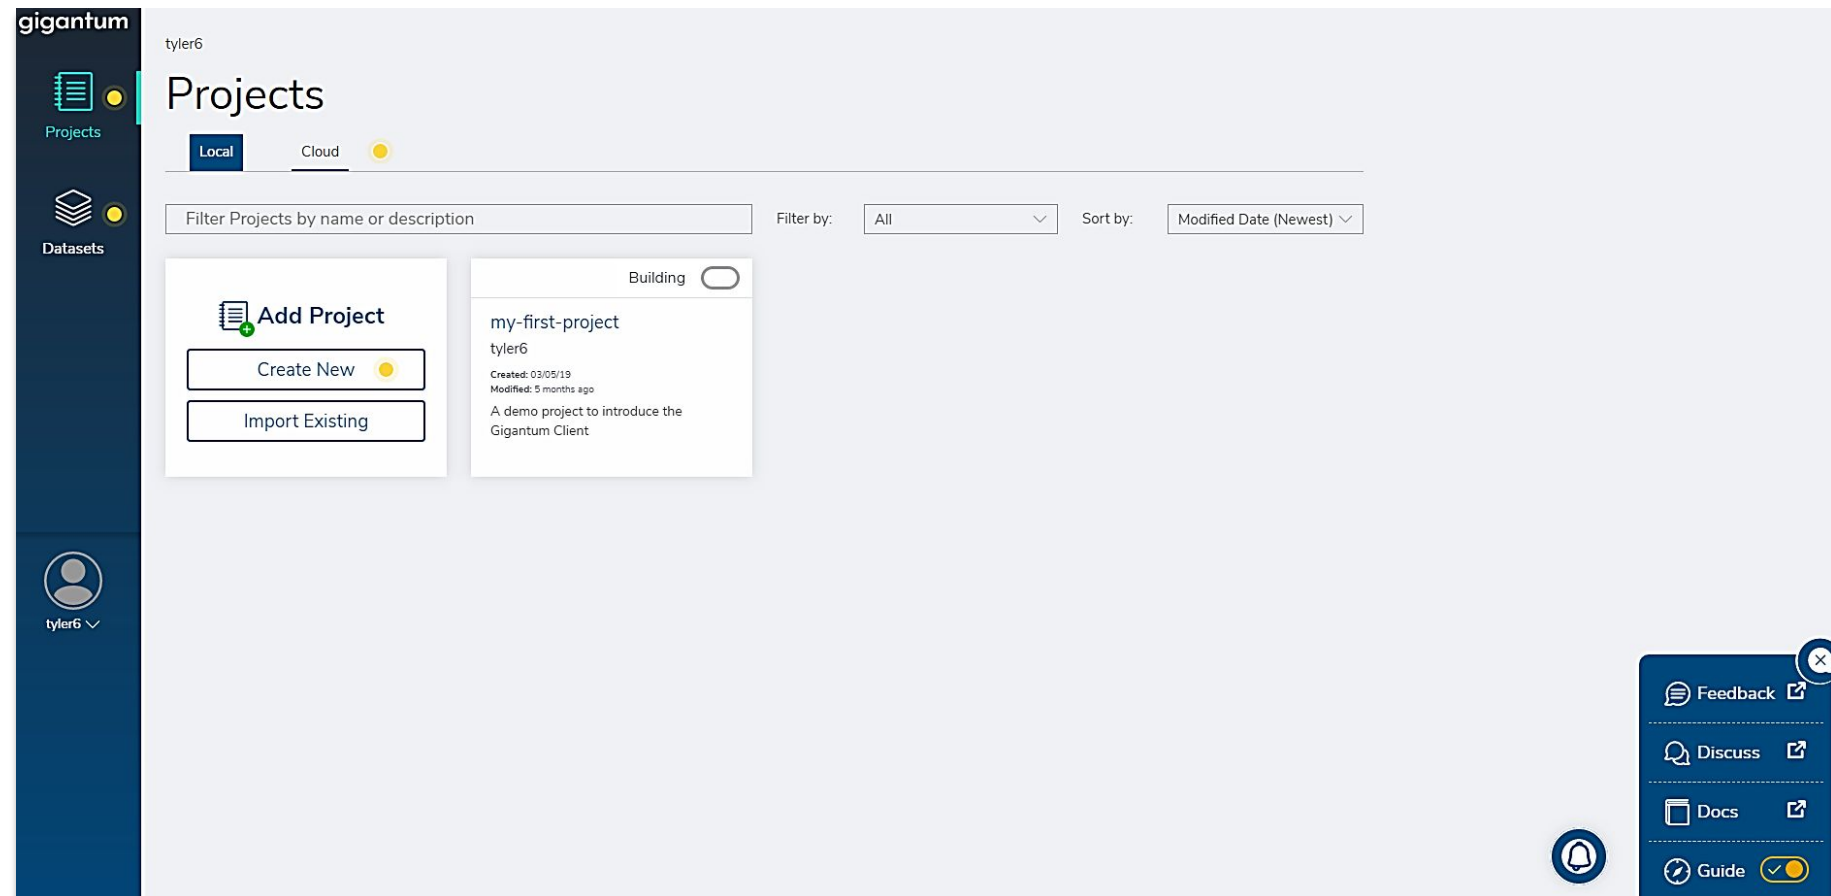 gigantum
Projects
Datasets
tyler6
tyler6
Projects
Local
Cloud
Filter Projects by name or description
Filter by:
All
Sort by:
Modified Date (Newest)
Add Project
Create New
Import Existing
Building
my-first-project
tyler6
Created: 03/05/19
Modified: 5 months ago
A demo project to introduce the
Gigantum Client
Feedback
Discuss
Docs
Guide